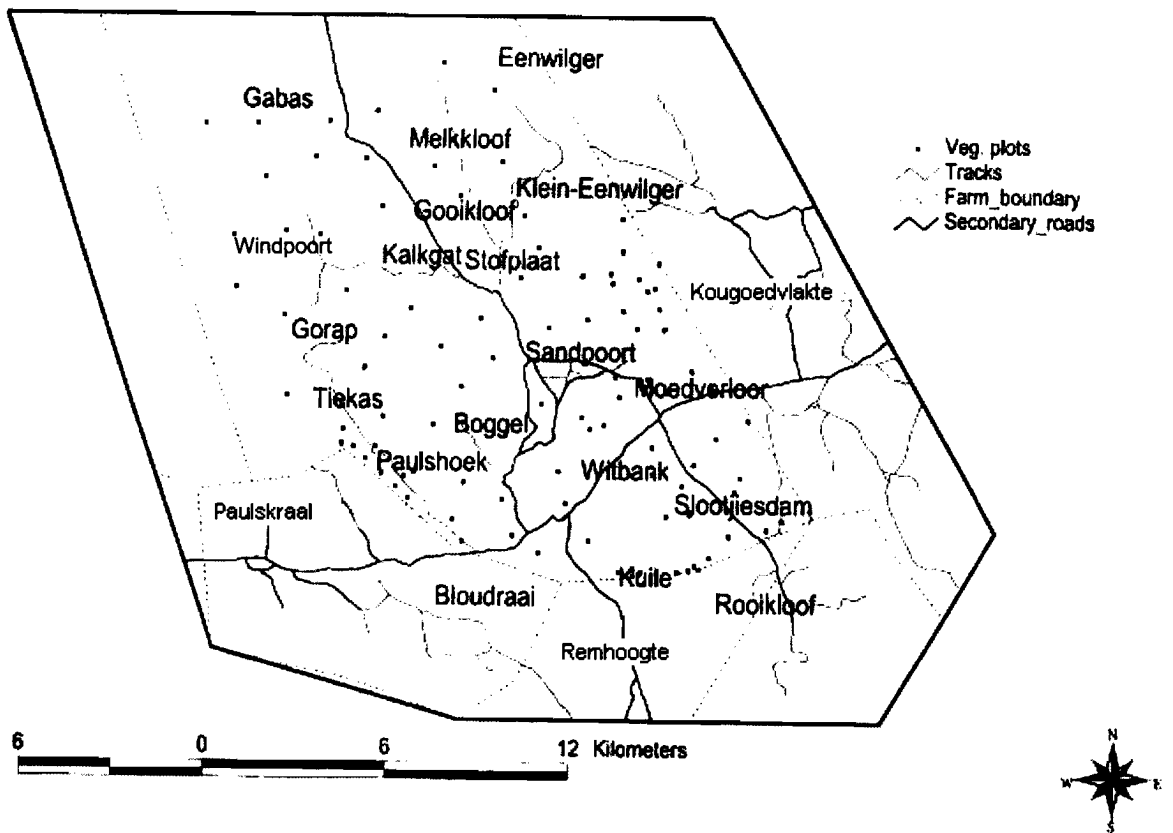 Eenwilger
Gabas
Melkkloof
Klein-Eenwilger
Gooikloof
Windpoort
Kalkgat
Stofplaat
Kougoedvlakte
Gorap
Sandpoort
Tiekas
Moedverloor
Boggel
Paulshoek
Witbank
Paulskraal
Slootjiesdam
Kuile
Bloudraai
Rooikloof
Remhoogte
Veg. plots
Tracks
Farm_boundary
Secondary_roads
6 0 6 12 Kilometers
N
W E
S